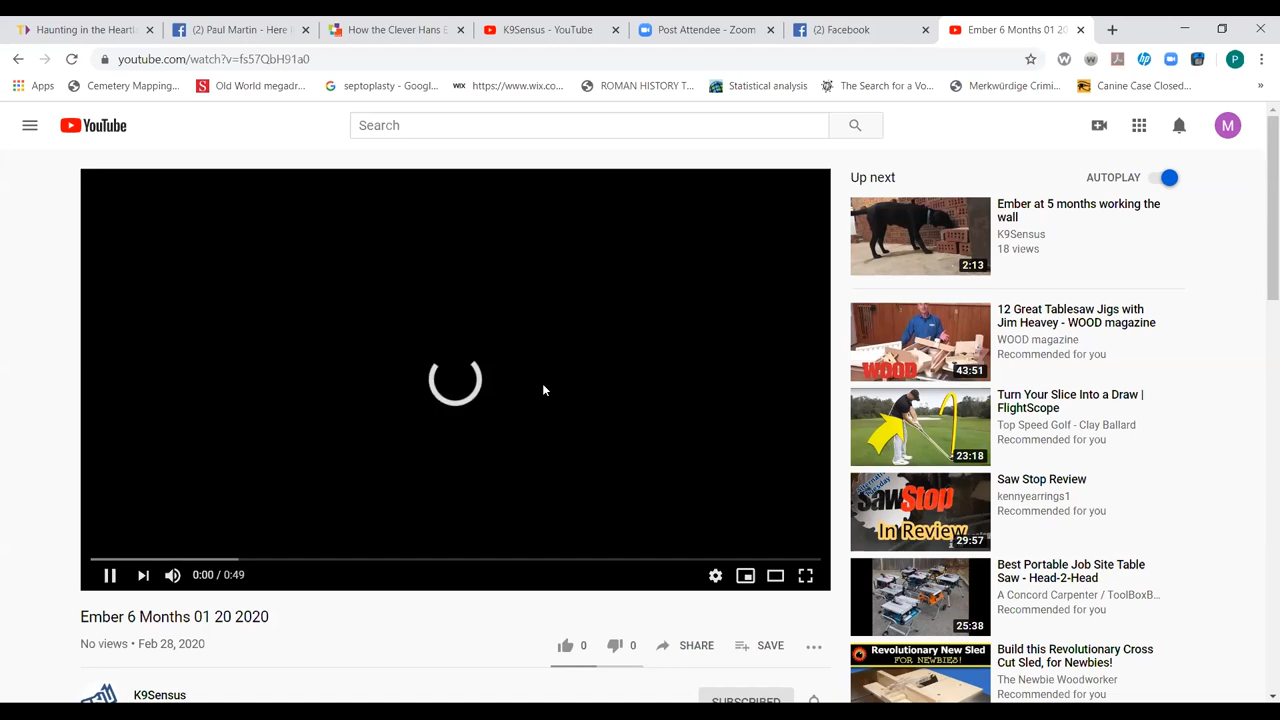 Haunting in the Heartl
(2) Paul Martin: Here
How the Clever Hans E
K9Sensus - YouTube
Post Attendee - Zoom
(2) Facebook
Ember 6 Months 01 20
youtube.com/watch?v=fs57QbH91a0
P
Apps
Cemetery Mapping...
Old World megadr...
septoplasty - Googl...
WIX
https://www.wix.co...
ROMAN HISTORY T...
Statistical analysis
The Search for a Vo...
Merkwürdige Crimi...
Canine Case Closed...
»
YouTube
Search
M
Up next
AUTOPLAY
Ember at 5 months working the
wall
K9Sensus
18 views
2:13
12 Great Tablesaw Jigs with
Jim Heavey - WOOD magazine
WOOD magazine
Recommended for you
WOOD
43:51
Turn Your Slice Into a Draw |
FlightScope
Top Speed Golf - Clay Ballard
Recommended for you
23:18
Saw Stop Review
kennyearrings1
Recommended for you
SawStop
In Review
29:57
Best Portable Job Site Table
Saw - Head-2-Head
A Concord Carpenter / ToolBoxB...
Recommended for you
25:38
Build this Revolutionary Cross
Cut Sled, for Newbies!
The Newbie Woodworker
Recommended for you
Revolutionary New Sled
FOR NEWBIES!
0:00 / 0:49
Ember 6 Months 01 20 2020
No views • Feb 28, 2020
0
0
SHARE
SAVE
K9Sensus
SUBSCRIBED